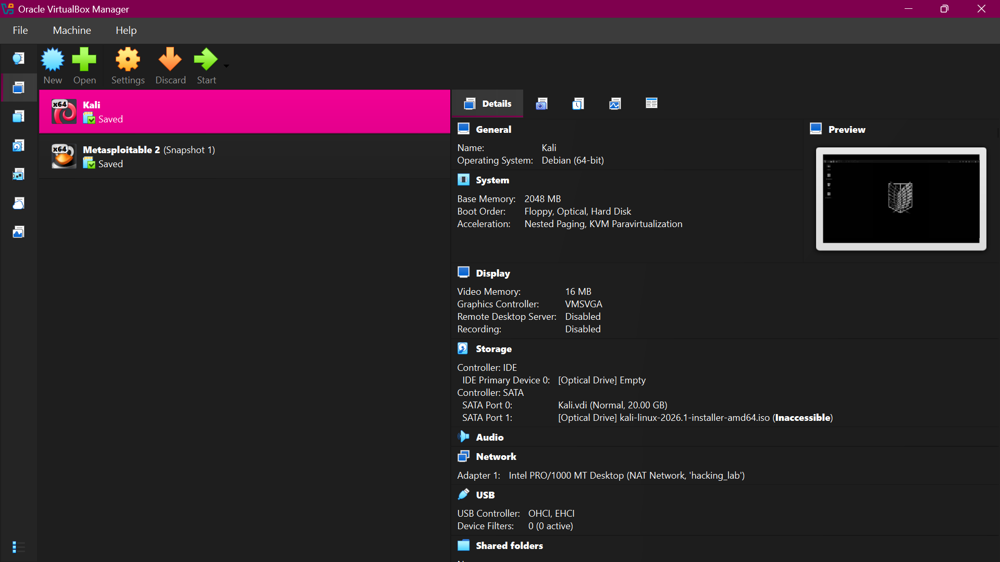 Oracle VirtualBox Manager
File Machine Help
New Open Settings Discard Start
x64 Kali
Saved
x64 Metasploitable 2 (Snapshot 1)
Saved
Details
General
Name: Kali
Operating System: Debian (64-bit)
Preview
System
Base Memory: 2048 MB
Boot Order: Floppy, Optical, Hard Disk
Acceleration: Nested Paging, KVM Paravirtualization
Display
Video Memory: 16 MB
Graphics Controller: VMSVGA
Remote Desktop Server: Disabled
Recording: Disabled
Storage
Controller: IDE
IDE Primary Device 0: [Optical Drive] Empty
Controller: SATA
SATA Port 0: Kali.vdi (Normal, 20.00 GB)
SATA Port 1: [Optical Drive] kali-linux-2026.1-installer-amd64.iso (Inaccessible)
Audio
Network
Adapter 1: Intel PRO/1000 MT Desktop (NAT Network, 'hacking_lab')
USB
USB Controller: OHCI, EHCI
Device Filters: 0 (0 active)
Shared folders